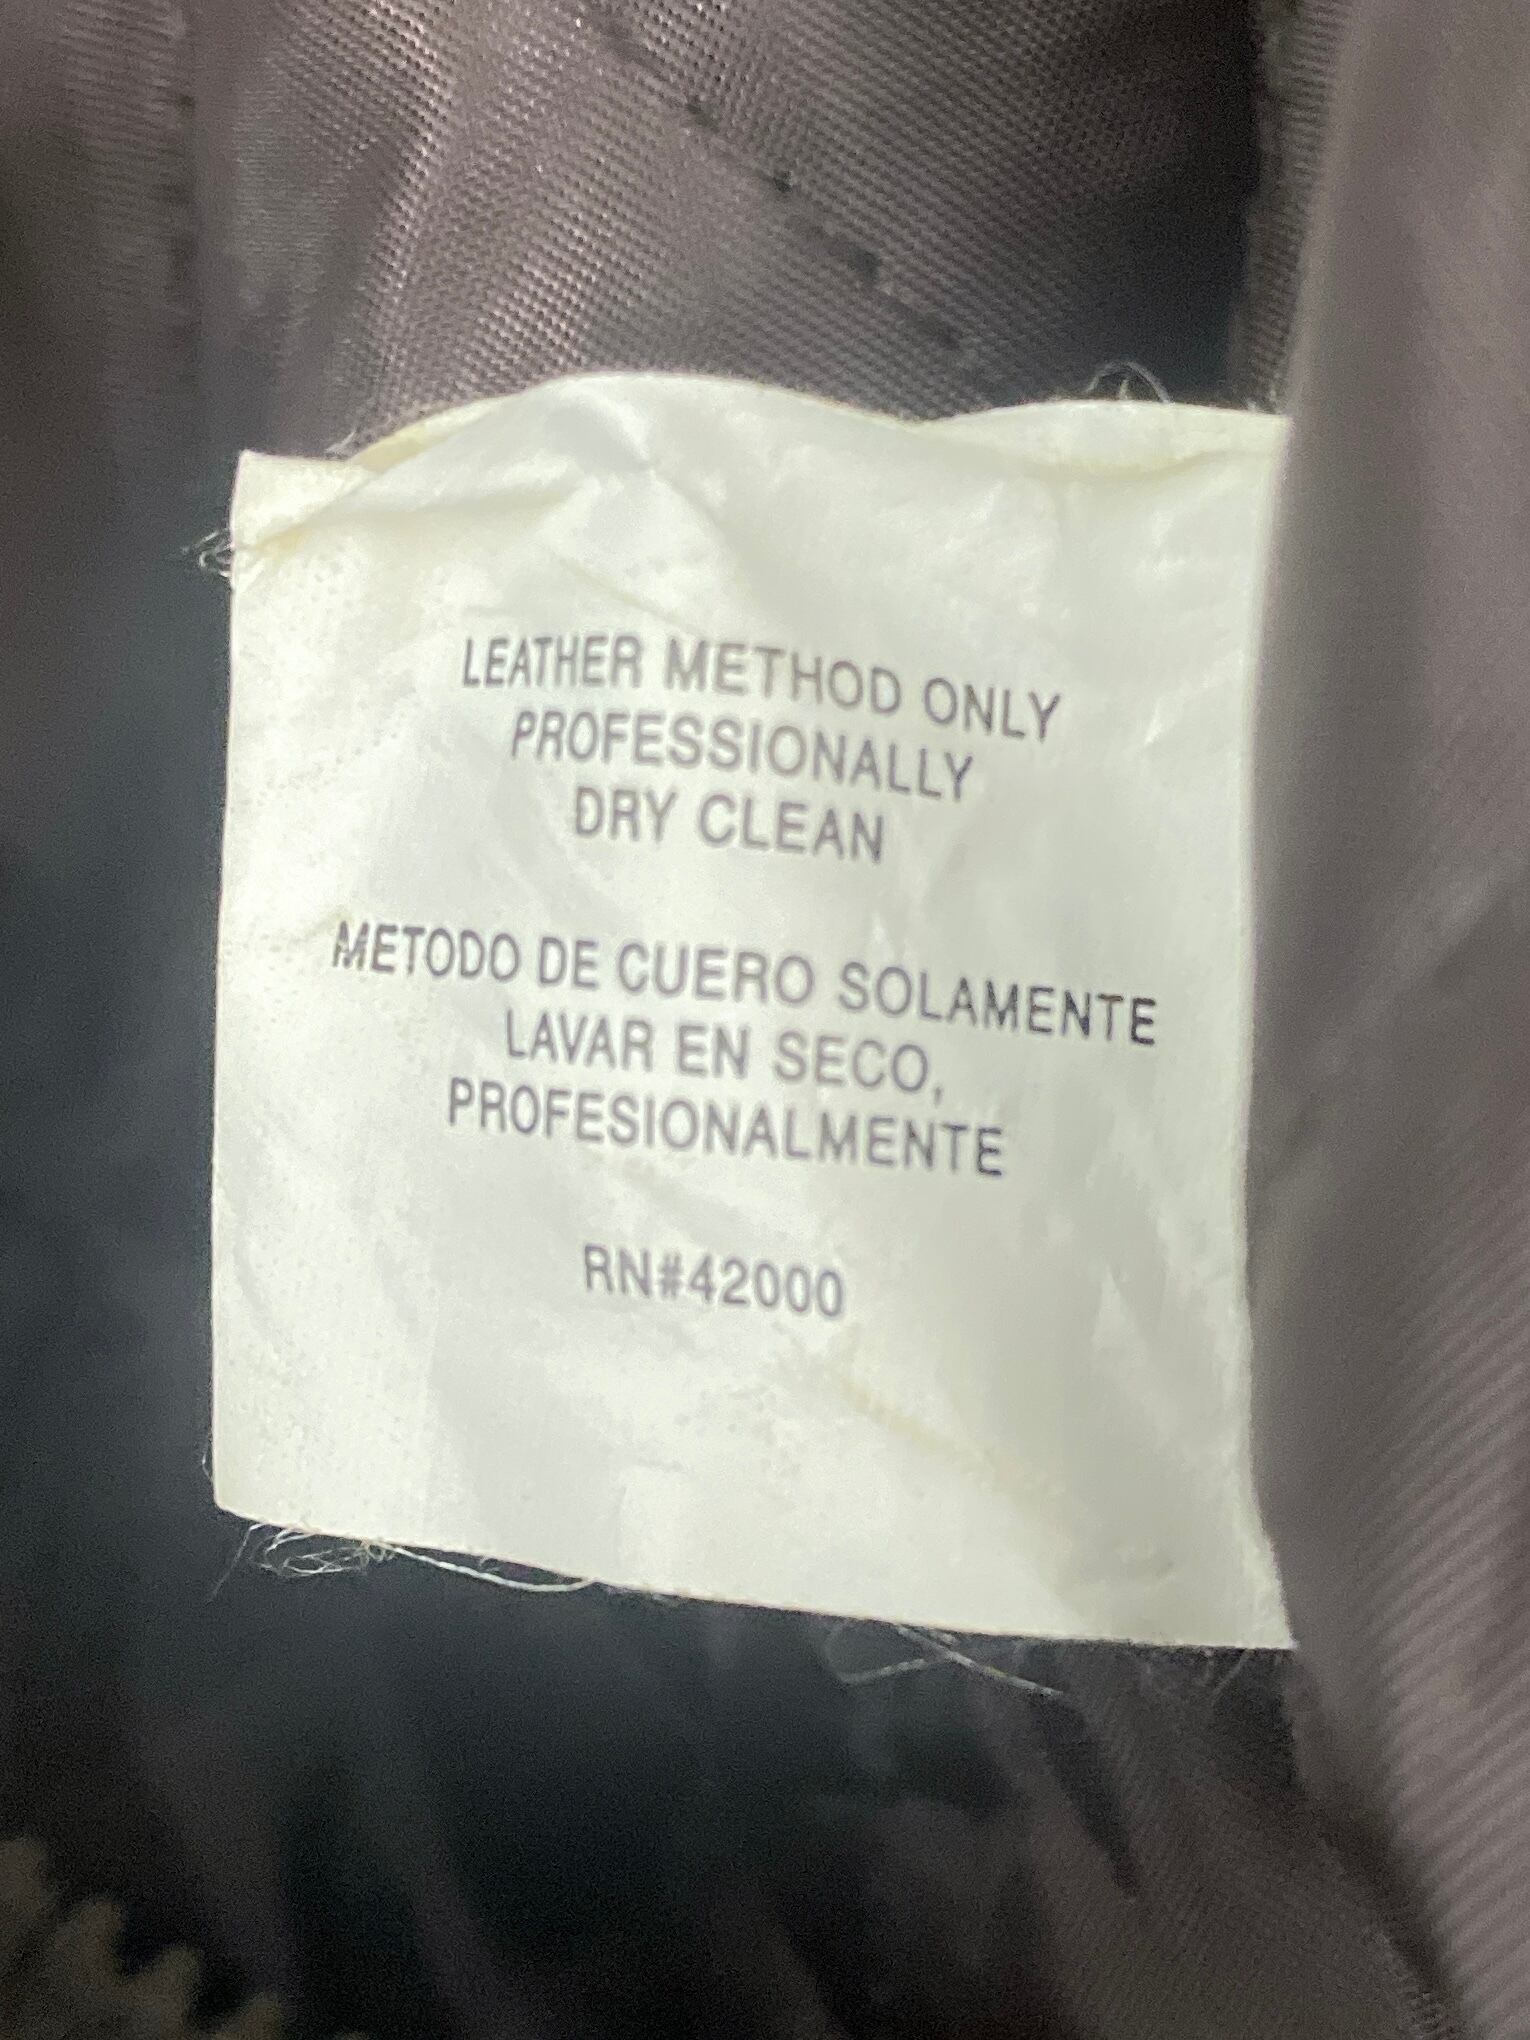 LEATHER METHOD ONLY
PROFESSIONALLY
DRY CLEAN
METODO DE CUERO SOLAMENTE
LAVAR EN SECO,
PROFESIONALMENTE
RN#42000